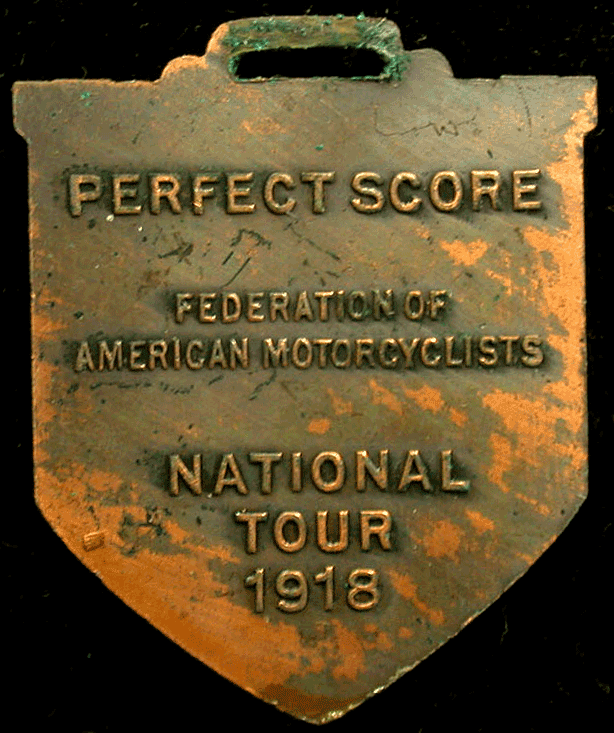 PERFECT SCORE
FEDERATION OF
AMERICAN MOTORCYCLISTS
NATIONAL
TOUR
1918